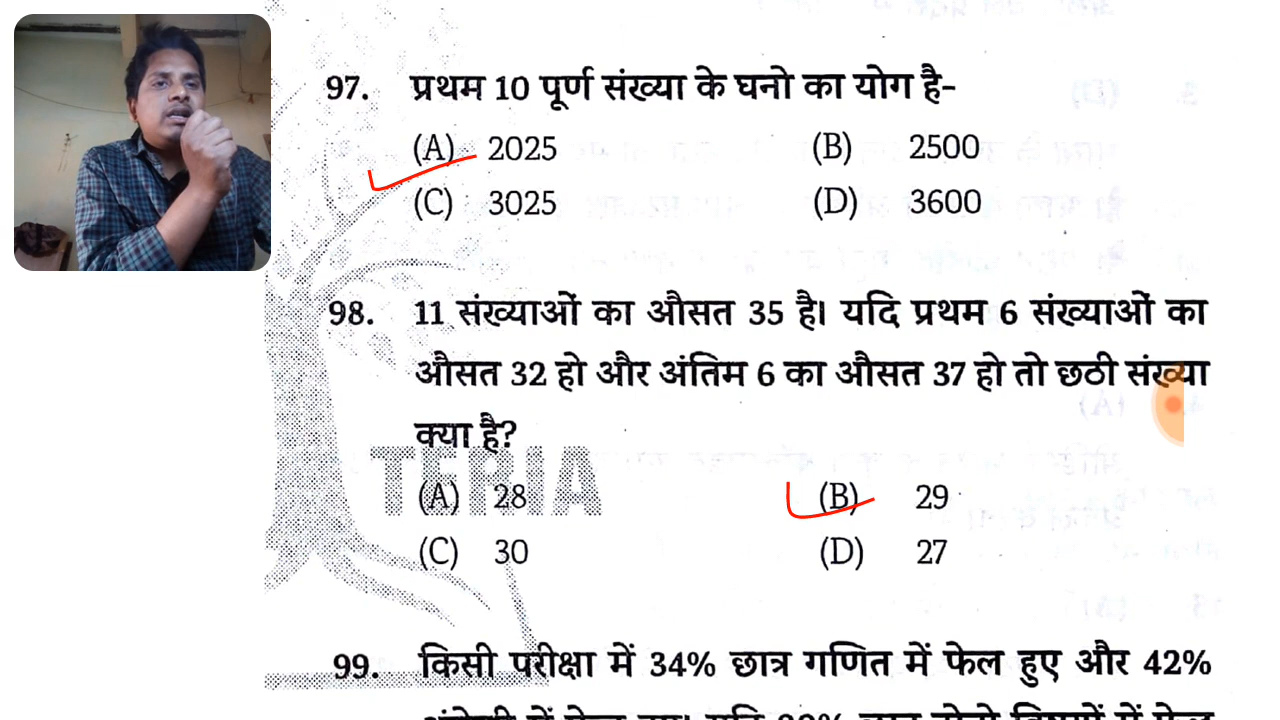 97. प्रथम 10 पूर्ण संख्या के घनो का योग है-
(A) 2025 (B) 2500
(C) 3025 (D) 3600
98. 11 संख्याओं का औसत 35 है। यदि प्रथम 6 संख्याओं का
औसत 32 हो और अंतिम 6 का औसत 37 हो तो छठी संख्या
क्या है?
TERIA
(A) 28 (B) 29
(C) 30 (D) 27
99. किसी परीक्षा में 34% छात्र गणित में फेल हुए और 42%